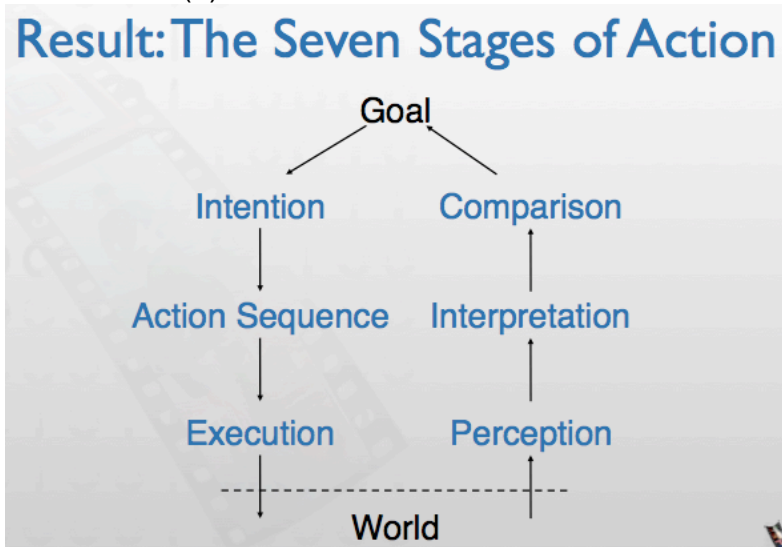 Result: The Seven Stages of Action
Goal
Intention
Comparison
Action Sequence
Interpretation
Execution
Perception
World